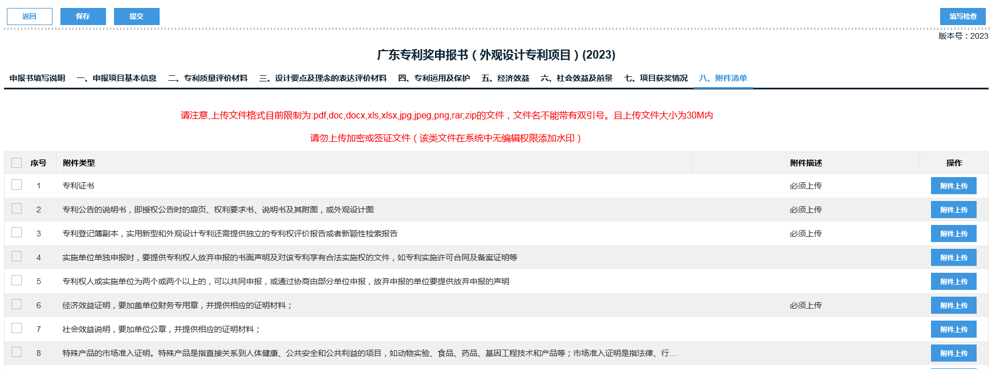 返回 保存 提交 填写检查
版本号：2023
广东专利奖申报书（外观设计专利项目）(2023)
申报书填写说明 一、申报项目基本信息 二、专利质量评价材料 三、设计要点及理念的表达评价材料 四、专利运用及保护 五、经济效益 六、社会效益及前景 七、项目获奖情况 八、附件清单
请注意,上传文件格式目前限制为:pdf,doc,docx,xls,xlsx,jpg,jpeg,png,rar,zip的文件，文件名不能带有双引号。且上传文件大小为30M内
请勿上传加密或签证文件（该类文件在系统中无编辑权限添加水印）
序号 附件类型 附件描述 操作
1 专利证书 必须上传 附件上传
2 专利公告的说明书，即授权公告时的扉页、权利要求书、说明书及其附图，或外观设计图 必须上传 附件上传
3 专利登记簿副本，实用新型和外观设计专利还需提供独立的专利权评价报告或者新颖性检索报告 必须上传 附件上传
4 实施单位单独申报时，要提供专利权人放弃申报的书面声明及对该专利享有合法实施权的文件，如专利实施许可合同及备案证明等 附件上传
5 专利权人或实施单位为两个或两个以上的，可以共同申报，或通过协商由部分单位申报，放弃申报的单位要提供放弃申报的声明 附件上传
6 经济效益证明，要加盖单位财务专用章，并提供相应的证明材料； 必须上传 附件上传
7 社会效益说明，要加单位公章，并提供相应的证明材料； 附件上传
8 特殊产品的市场准入证明。特殊产品是指直接关系到人体健康、公共安全和公共利益的项目，如动物实验、食品、药品、基因工程技术和产品等；市场准入证明是指法律、行... 附件上传